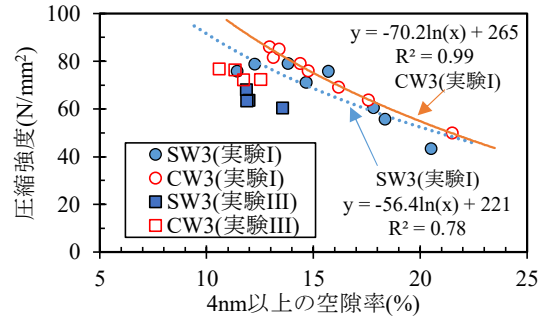 圧縮強度(N/mm²)
100
80
60
40
20
0
y = -70.2ln(x) + 265
R² = 0.99
CW3(実験I)
SW3(実験I)
y = -56.4ln(x) + 221
R² = 0.78
SW3(実験I)
CW3(実験I)
SW3(実験III)
CW3(実験III)
5 10 15 20 25
4nm以上の空隙率(%)